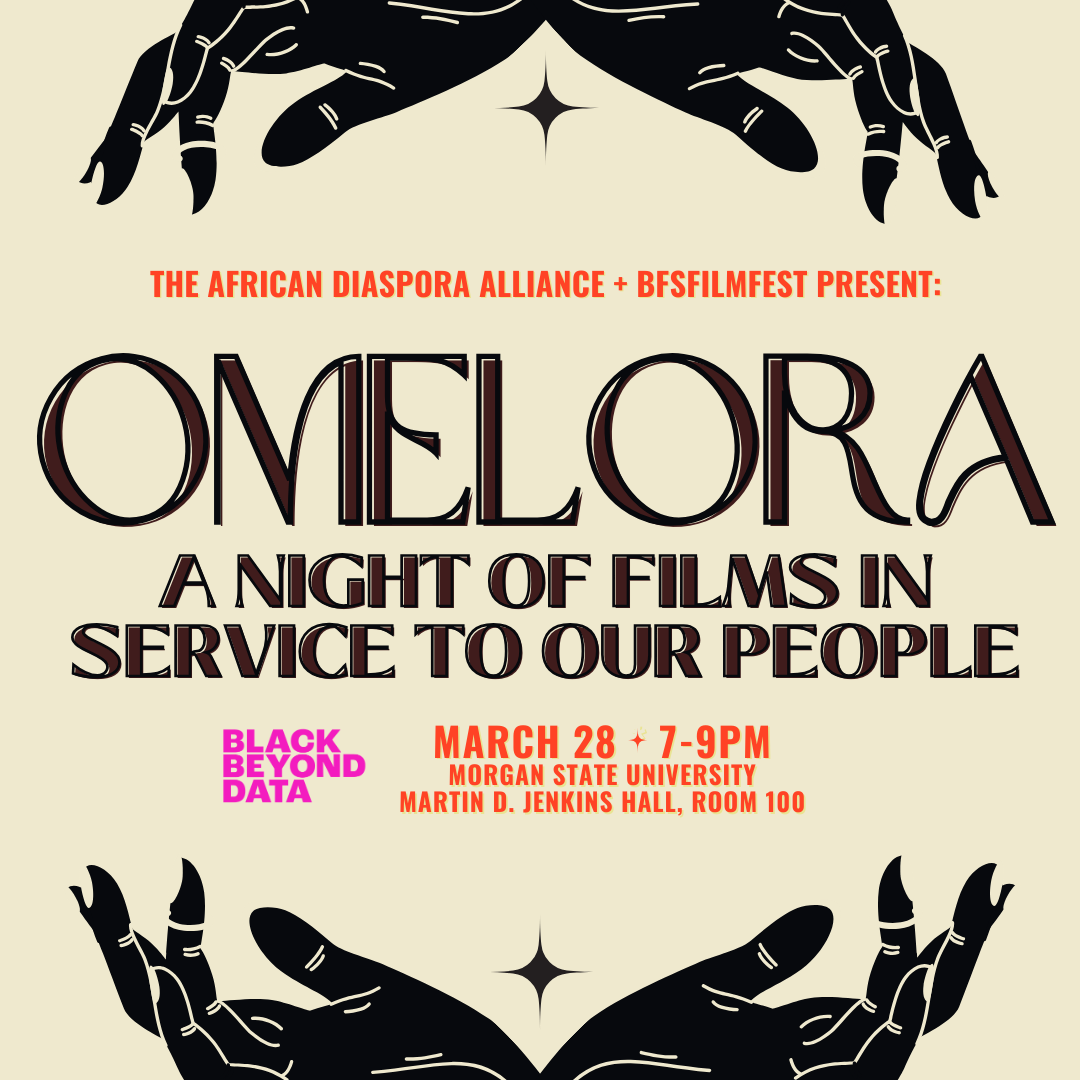 THE AFRICAN DIASPORA ALLIANCE + BFSFILMFEST PRESENT:
OMELORA
A NIGHT OF FILMS IN
SERVICE TO OUR PEOPLE
BLACK
BEYOND
DATA
MARCH 28 7-9PM
MORGAN STATE UNIVERSITY
MARTIN D. JENKINS HALL, ROOM 100